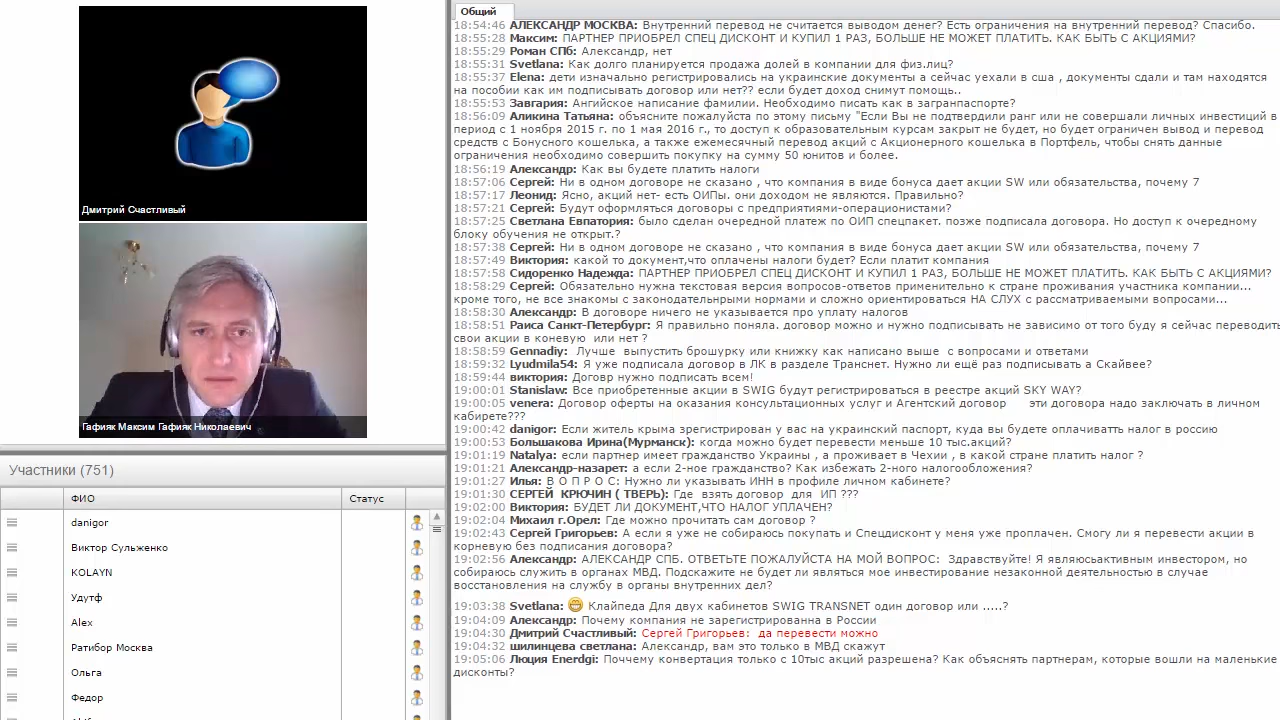 Дмитрий Счастливый
Гафияк Максим Гафияк Николаевич
Участники (751)
ФИО
Статус
danigor
Виктор Сульженко
KOLAYN
Удутф
Alex
Ратибор Москва
Ольга
Федор
Общий
18:54:46 АЛЕКСАНДР МОСКВА: Внутренний перевод не считается выводом денег? Есть ограничения на внутренний перевод? Спасибо.
18:55:28 Максим: ПАРТНЕР ПРИОБРЕЛ СПЕЦ ДИСКОНТ И КУПИЛ 1 РАЗ, БОЛЬШЕ НЕ МОЖЕТ ПЛАТИТЬ. КАК БЫТЬ С АКЦИЯМИ?
18:55:29 Роман СПб: Александр, нет
18:55:31 Svetlana: Как долго планируется продажа долей в компании для физ.лиц?
18:55:37 Elena: дети изначально регистрировались на украинские документы а сейчас уехали в сша , документы сдали и там находятся
на пособии как им подписывать договор или нет?? если будет доход снимут помощь..
18:55:53 Завгария: Ангийское написание фамилии. Необходимо писать как в загранпаспорте?
18:56:09 Аликина Татьяна: объясните пожалуйста по этому письму "Если Вы не подтвердили ранг или не совершали личных инвестиций в
период с 1 ноября 2015 г. по 1 мая 2016 г., то доступ к образовательным курсам закрыт не будет, но будет ограничен вывод и перевод
средств с Бонусного кошелька, а также ежемесячный перевод акций с Акционерного кошелька в Портфель, чтобы снять данные
ограничения необходимо совершить покупку на сумму 50 юнитов и более.
18:56:19 Александр: Как вы будете платить налоги
18:57:06 Сергей: Ни в одном договоре не сказано , что компания в виде бонуса дает акции SW или обязательства, почему 7
18:57:17 Леонид: Ясно, акций нет- есть ОИПы. они доходом не являются. Правильно?
18:57:21 Сергей: Будут оформляться договоры с предприятиями-операционистами?
18:57:25 Светлана Евпатория: было сделан очередной платеж по ОИП спецпакет. позже подписала договора. Но доступ к очередному
блоку обучения не открыт.?
18:57:38 Сергей: Ни в одном договоре не сказано , что компания в виде бонуса дает акции SW или обязательства, почему 7
18:57:49 Виктория: какой то документ,что оплачены налоги будет? Если платит компания
18:57:58 Сидоренко Надежда: ПАРТНЕР ПРИОБРЕЛ СПЕЦ ДИСКОНТ И КУПИЛ 1 РАЗ, БОЛЬШЕ НЕ МОЖЕТ ПЛАТИТЬ. КАК БЫТЬ С АКЦИЯМИ?
18:58:29 Сергей: Обязательно нужна текстовая версия вопросов-ответов применительно к стране проживания участника компании...
кроме того, не все знакомы с законодательнырными нормами и сложно ориентироваться НА СЛУХ с рассматриваемыми вопросами...
18:58:30 Александр: В договоре ничего не указывается про уплату налогов
18:58:51 Раиса Санкт-Петербург: Я правильно поняла. договор можно и нужно подписывать не зависимо от того буду я сейчас переводить
свои акции в коневую или нет ?
18:58:59 Gennadiy: Лучше выпустить брошурку или книжку как написано выше с вопросами и ответами
18:59:32 Lyudmila54: Я уже подписала договор в ЛК в разделе Транснет. Нужно ли ещё раз подписывать а Скайвее?
18:59:44 виктория: Договр нужно подписать всем!
19:00:01 Stanislaw: Все приобретенные акции в SWIG будут регистрироваться в реестре акций SKY WAY?
19:00:05 venera: Договор оферты на оказания консультационных услуг и Агентский договор эти договора надо заключать в личном
кабирете???
19:00:42 danigor: Если житель крыма зрегистрирован у вас на украинский паспорт, куда вы будете оплачиватть налог в россию
19:00:53 Большакова Ирина(Мурманск): когда можно будет перевести меньше 10 тыс.акций?
19:01:19 Natalya: если партнер имеет гражданство Украины , а проживает в Чехии , в какой стране платить налог ?
19:01:21 Александр-назарет: а если 2-ное гражданство? Как избежать 2-ного налогообложения?
19:01:27 Илья: В О П Р О С: Нужно ли указывать ИНН в профиле личном кабинете?
19:01:30 СЕРГЕЙ КРЮЧИН ( ТВЕРЬ): Где взять договор для ИП ???
19:02:00 Виктория: БУДЕТ ЛИ ДОКУМЕНТ,ЧТО НАЛОГ УПЛАЧЕН?
19:02:04 Михаил г.Орел: Где можно прочитать сам договор ?
19:02:43 Сергей Григорьев: А если я уже не собираюсь покупать и Спецдисконт у меня уже проплачен. Смогу ли я перевести акции в
корневую без подписания договора?
19:02:56 Александр: АЛЕКСАНДР СПБ. ОТВЕТЬТЕ ПОЖАЛУЙСТА НА МОЙ ВОПРОС: Здравствуйте! Я являюсьактивным инвестором, но
собираюсь служить в органах МВД. Подскажите не будет ли являться мое инвестирование незаконной деятельностью в случае
восстановления на службу в органы внутренних дел?
19:03:38 Svetlana: Клайпеда Для двух кабинетов SWIG TRANSNET один договор или .....?
19:04:09 Александр: Почему компания не зарегистрированна в России
19:04:30 Дмитрий Счастливый: Сергей Григорьев: да перевести можно
19:04:32 шилинцева светлана: Александр, вам это только в МВД скажут
19:05:06 Люция Enerdgi: Поччему конвертация только с 10тыс акций разрешена? Как объяснять партнерам, которые вошли на маленькие
дисконты?